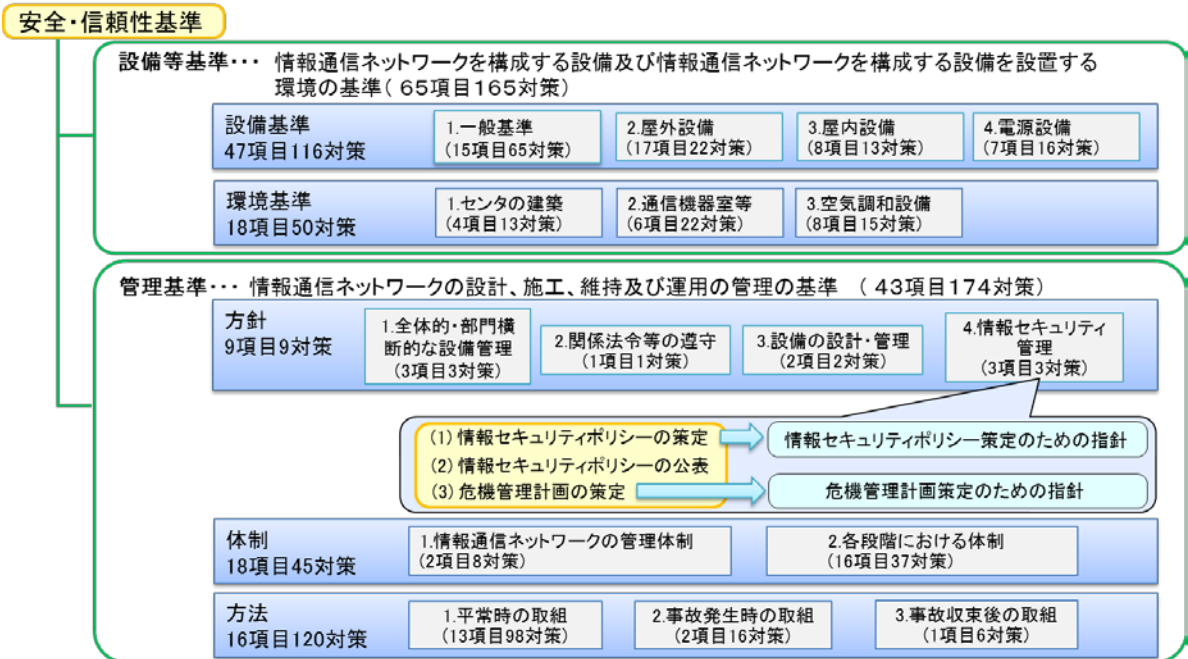 安全・信頼性基準
設備等基準・・・ 情報通信ネットワークを構成する設備及び情報通信ネットワークを構成する設備を設置する
環境の基準( 65項目165対策)
設備基準
47項目116対策
1.一般基準
(15項目65対策)
2.屋外設備
(17項目22対策)
3.屋内設備
(8項目13対策)
4.電源設備
(7項目16対策)
環境基準
18項目50対策
1.センタの建築
(4項目13対策)
2.通信機器室等
(6項目22対策)
3.空気調和設備
(8項目15対策)
管理基準・・・ 情報通信ネットワークの設計、施工、維持及び運用の管理の基準 ( 43項目174対策)
方針
9項目9対策
1.全体的・部門横
断的な設備管理
(3項目3対策)
2.関係法令等の遵守
(1項目1対策)
3.設備の設計・管理
(2項目2対策)
4.情報セキュリティ
管理
(3項目3対策)
(1) 情報セキュリティポリシーの策定
情報セキュリティポリシー策定のための指針
(2) 情報セキュリティポリシーの公表
(3) 危機管理計画の策定
危機管理計画策定のための指針
体制
18項目45対策
1.情報通信ネットワークの管理体制
(2項目8対策)
2.各段階における体制
(16項目37対策)
方法
16項目120対策
1.平常時の取組
(13項目98対策)
2.事故発生時の取組
(2項目16対策)
3.事故収束後の取組
(1項目6対策)